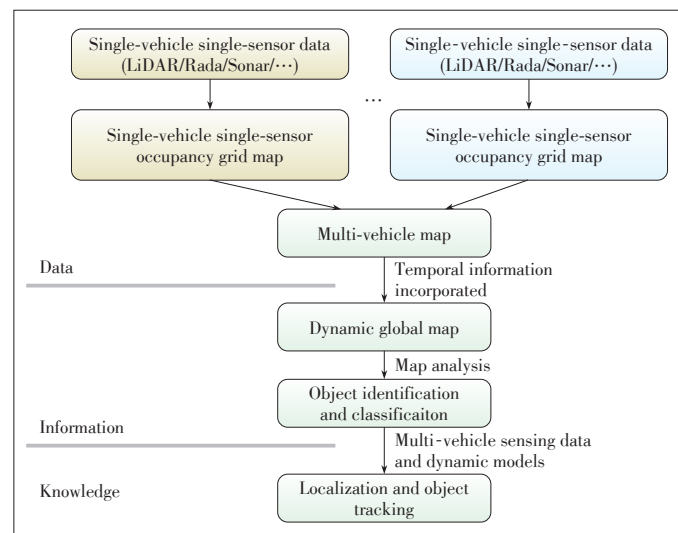 Single-vehicle single-sensor data
(LiDAR/Rada/Sonar/⋯)
Single-vehicle single-sensor data
(LiDAR/Rada/Sonar/⋯)
…
Single-vehicle single-sensor
occupancy grid map
Single-vehicle single-sensor
occupancy grid map
Multi-vehicle map
Data
Temporal information
incorporated
Dynamic global map
Map analysis
Object identification
and classificaiton
Information
Multi-vehicle sensing data
and dynamic models
Knowledge
Localization and object
tracking